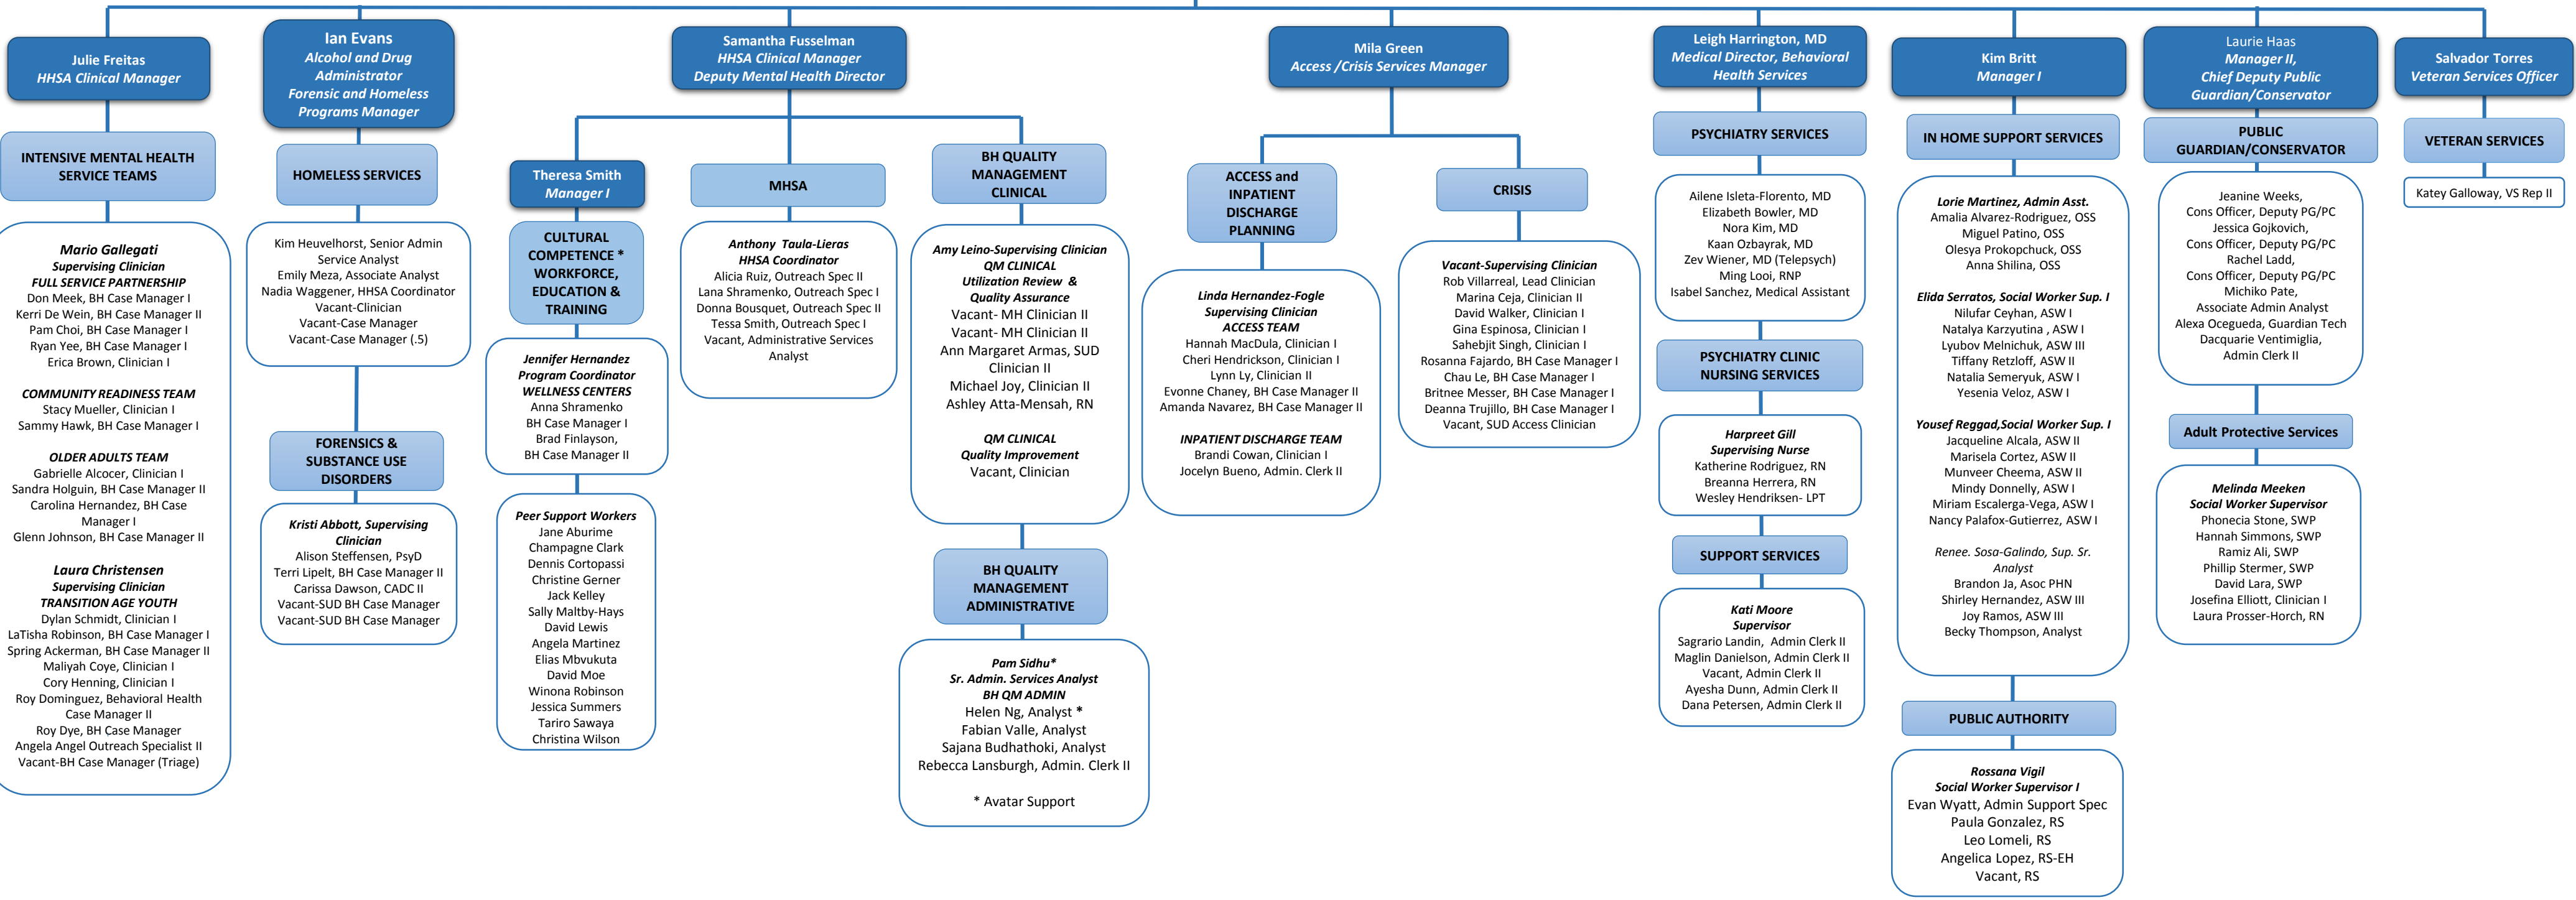 Julie Freitas
HHSA Clinical Manager
INTENSIVE MENTAL HEALTH
SERVICE TEAMS
Mario Gallegati
Supervising Clinician
FULL SERVICE PARTNERSHIP
Don Meek, BH Case Manager I
Kerri De Wein, BH Case Manager II
Pam Choi, BH Case Manager I
Ryan Yee, BH Case Manager I
Erica Brown, Clinician I
COMMUNITY READINESS TEAM
Stacy Mueller, Clinician I
Sammy Hawk, BH Case Manager I
OLDER ADULTS TEAM
Gabrielle Alcocer, Clinician I
Sandra Holguin, BH Case Manager II
Carolina Hernandez, BH Case
Manager I
Glenn Johnson, BH Case Manager II
Laura Christensen
Supervising Clinician
TRANSITION AGE YOUTH
Dylan Schmidt, Clinician I
LaTisha Robinson, BH Case Manager I
Spring Ackerman, BH Case Manager II
Maliyah Coye, Clinician I
Cory Henning, Clinician I
Roy Dominguez, Behavioral Health
Case Manager II
Roy Dye, BH Case Manager
Angela Angel Outreach Specialist II
Vacant-BH Case Manager (Triage)
Ian Evans
Alcohol and Drug
Administrator
Forensic and Homeless
Programs Manager
HOMELESS SERVICES
Kim Heuvelhorst, Senior Admin
Service Analyst
Emily Meza, Associate Analyst
Nadia Waggener, HHSA Coordinator
Vacant-Clinician
Vacant-Case Manager
Vacant-Case Manager (.5)
FORENSICS &
SUBSTANCE USE
DISORDERS
Kristi Abbott, Supervising
Clinician
Alison Steffensen, PsyD
Terri Lipelt, BH Case Manager II
Carissa Dawson, CADC II
Vacant-SUD BH Case Manager
Vacant-SUD BH Case Manager
Samantha Fusselman
HHSA Clinical Manager
Deputy Mental Health Director
Theresa Smith
Manager I
CULTURAL
COMPETENCE *
WORKFORCE,
EDUCATION &
TRAINING
Jennifer Hernandez
Program Coordinator
WELLNESS CENTERS
Anna Shramenko
BH Case Manager I
Brad Finlayson,
BH Case Manager II
Peer Support Workers
Jane Aburime
Champagne Clark
Dennis Cortopassi
Christine Gerner
Jack Kelley
Sally Maltby-Hays
David Lewis
Angela Martinez
Elias Mbvukuta
David Moe
Winona Robinson
Jessica Summers
Tariro Sawaya
Christina Wilson
MHSA
Anthony Taula-Lieras
HHSA Coordinator
Alicia Ruiz, Outreach Spec II
Lana Shramenko, Outreach Spec I
Donna Bousquet, Outreach Spec II
Tessa Smith, Outreach Spec I
Vacant, Administrative Services
Analyst
BH QUALITY
MANAGEMENT
CLINICAL
Amy Leino-Supervising Clinician
QM CLINICAL
Utilization Review &
Quality Assurance
Vacant- MH Clinician II
Vacant- MH Clinician II
Ann Margaret Armas, SUD
Clinician II
Michael Joy, Clinician II
Ashley Atta-Mensah, RN
QM CLINICAL
Quality Improvement
Vacant, Clinician
BH QUALITY
MANAGEMENT
ADMINISTRATIVE
Pam Sidhu*
Sr. Admin. Services Analyst
BH QM ADMIN
Helen Ng, Analyst *
Fabian Valle, Analyst
Sajana Budhathoki, Analyst
Rebecca Lansburgh, Admin. Clerk II
* Avatar Support
Mila Green
Access /Crisis Services Manager
ACCESS and
INPATIENT
DISCHARGE
PLANNING
Linda Hernandez-Fogle
Supervising Clinician
ACCESS TEAM
Hannah MacDula, Clinician I
Cheri Hendrickson, Clinician I
Lynn Ly, Clinician II
Evonne Chaney, BH Case Manager II
Amanda Navarez, BH Case Manager II
INPATIENT DISCHARGE TEAM
Brandi Cowan, Clinician I
Jocelyn Bueno, Admin. Clerk II
CRISIS
Vacant-Supervising Clinician
Rob Villarreal, Lead Clinician
Marina Ceja, Clinician II
David Walker, Clinician I
Gina Espinosa, Clinician I
Sahebjit Singh, Clinician I
Rosanna Fajardo, BH Case Manager I
Chau Le, BH Case Manager I
Britnee Messer, BH Case Manager I
Deanna Trujillo, BH Case Manager I
Vacant, SUD Access Clinician
Leigh Harrington, MD
Medical Director, Behavioral
Health Services
PSYCHIATRY SERVICES
Ailene Isleta-Florento, MD
Elizabeth Bowler, MD
Nora Kim, MD
Kaan Ozbayrak, MD
Zev Wiener, MD (Telepsych)
Ming Looi, RNP
Isabel Sanchez, Medical Assistant
PSYCHIATRY CLINIC
NURSING SERVICES
Harpreet Gill
Supervising Nurse
Katherine Rodriguez, RN
Breanna Herrera, RN
Wesley Hendriksen- LPT
SUPPORT SERVICES
Kati Moore
Supervisor
Sagrario Landin, Admin Clerk II
Maglin Danielson, Admin Clerk II
Vacant, Admin Clerk II
Ayesha Dunn, Admin Clerk II
Dana Petersen, Admin Clerk II
Kim Britt
Manager I
IN HOME SUPPORT SERVICES
Lorie Martinez, Admin Asst.
Amalia Alvarez-Rodriguez, OSS
Miguel Patino, OSS
Olesya Prokopchuck, OSS
Anna Shilina, OSS
Elida Serratos, Social Worker Sup. I
Nilufar Ceyhan, ASW I
Natalya Karzyutina , ASW I
Lyubov Melnichuk, ASW III
Tiffany Retzloff, ASW II
Natalia Semeryuk, ASW I
Yesenia Veloz, ASW I
Yousef Reggad,Social Worker Sup. I
Jacqueline Alcala, ASW II
Marisela Cortez, ASW II
Munveer Cheema, ASW II
Mindy Donnelly, ASW I
Miriam Escalerga-Vega, ASW I
Nancy Palafox-Gutierrez, ASW I
Renee. Sosa-Galindo, Sup. Sr.
Analyst
Brandon Ja, Asoc PHN
Shirley Hernandez, ASW III
Joy Ramos, ASW III
Becky Thompson, Analyst
PUBLIC AUTHORITY
Rossana Vigil
Social Worker Supervisor I
Evan Wyatt, Admin Support Spec
Paula Gonzalez, RS
Leo Lomeli, RS
Angelica Lopez, RS-EH
Vacant, RS
Laurie Haas
Manager II,
Chief Deputy Public
Guardian/Conservator
PUBLIC
GUARDIAN/CONSERVATOR
Jeanine Weeks,
Cons Officer, Deputy PG/PC
Jessica Gojkovich,
Cons Officer, Deputy PG/PC
Rachel Ladd,
Cons Officer, Deputy PG/PC
Michiko Pate,
Associate Admin Analyst
Alexa Ocegueda, Guardian Tech
Dacquarie Ventimiglia,
Admin Clerk II
Adult Protective Services
Melinda Meeken
Social Worker Supervisor
Phonecia Stone, SWP
Hannah Simmons, SWP
Ramiz Ali, SWP
Phillip Stermer, SWP
David Lara, SWP
Josefina Elliott, Clinician I
Laura Prosser-Horch, RN
Salvador Torres
Veteran Services Officer
VETERAN SERVICES
Katey Galloway, VS Rep II